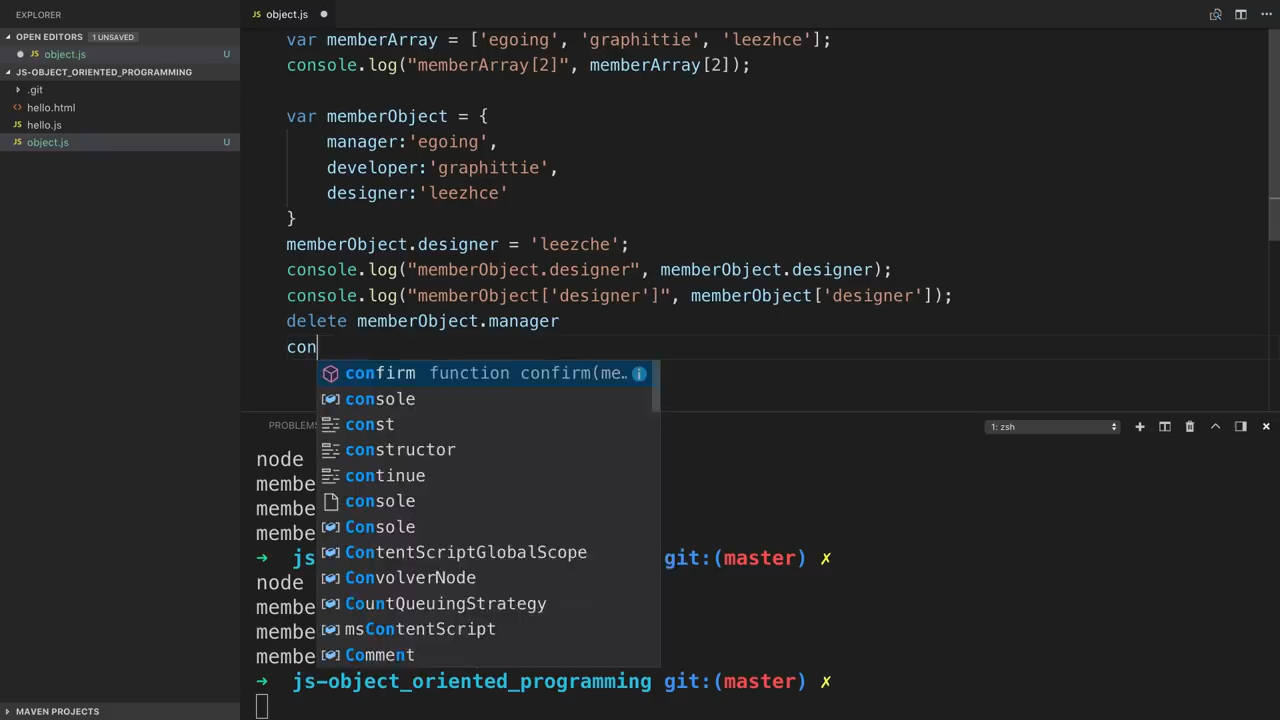 EXPLORER
OPEN EDITORS 1 UNSAVED
JS object.js U
JS-OBJECT_ORIENTED_PROGRAMMING
.git
<> hello.html
JS hello.js
JS object.js U
MAVEN PROJECTS
JS object.js
var memberArray = ['egoing', 'graphittie', 'leezhce'];
console.log("memberArray[2]", memberArray[2]);
var memberObject = {
manager:'egoing',
developer:'graphittie',
designer:'leezhce'
}
memberObject.designer = 'leezche';
console.log("memberObject.designer", memberObject.designer);
console.log("memberObject['designer']", memberObject['designer']);
delete memberObject.manager
con
confirm function confirm(me…
console
const
constructor
continue
console
Console
ContentScriptGlobalScope
ConvolverNode
CountQueuingStrategy
msContentScript
Comment
PROBLEMS
1: zsh
node
membe
membe
membe
→ js git:(master) ✗
node
membe
membe
membe
→ js-object_oriented_programming git:(master) ✗